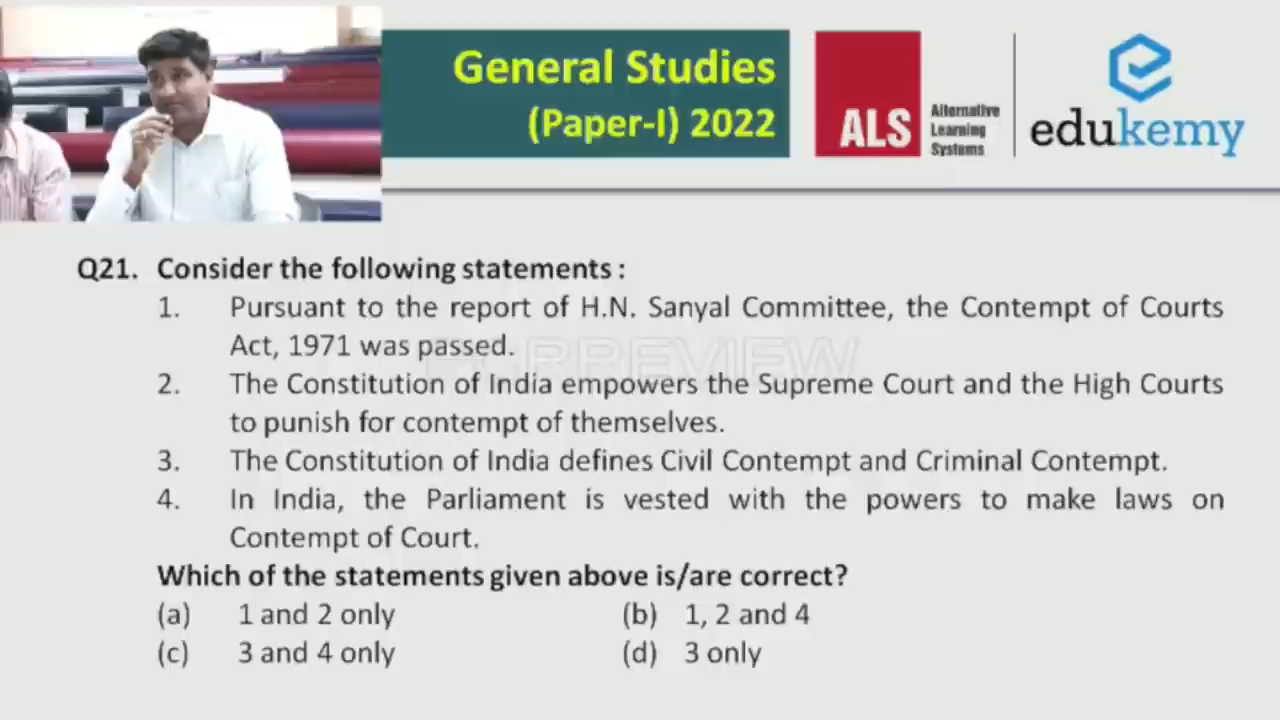 General Studies
(Paper-I) 2022
ALS
Alternative
Learning
Systems
edukemy
Q21. Consider the following statements :
1. Pursuant to the report of H.N. Sanyal Committee, the Contempt of Courts
Act, 1971 was passed.
2. The Constitution of India empowers the Supreme Court and the High Courts
to punish for contempt of themselves.
3. The Constitution of India defines Civil Contempt and Criminal Contempt.
4. In India, the Parliament is vested with the powers to make laws on
Contempt of Court.
Which of the statements given above is/are correct?
(a) 1 and 2 only (b) 1, 2 and 4
(c) 3 and 4 only (d) 3 only